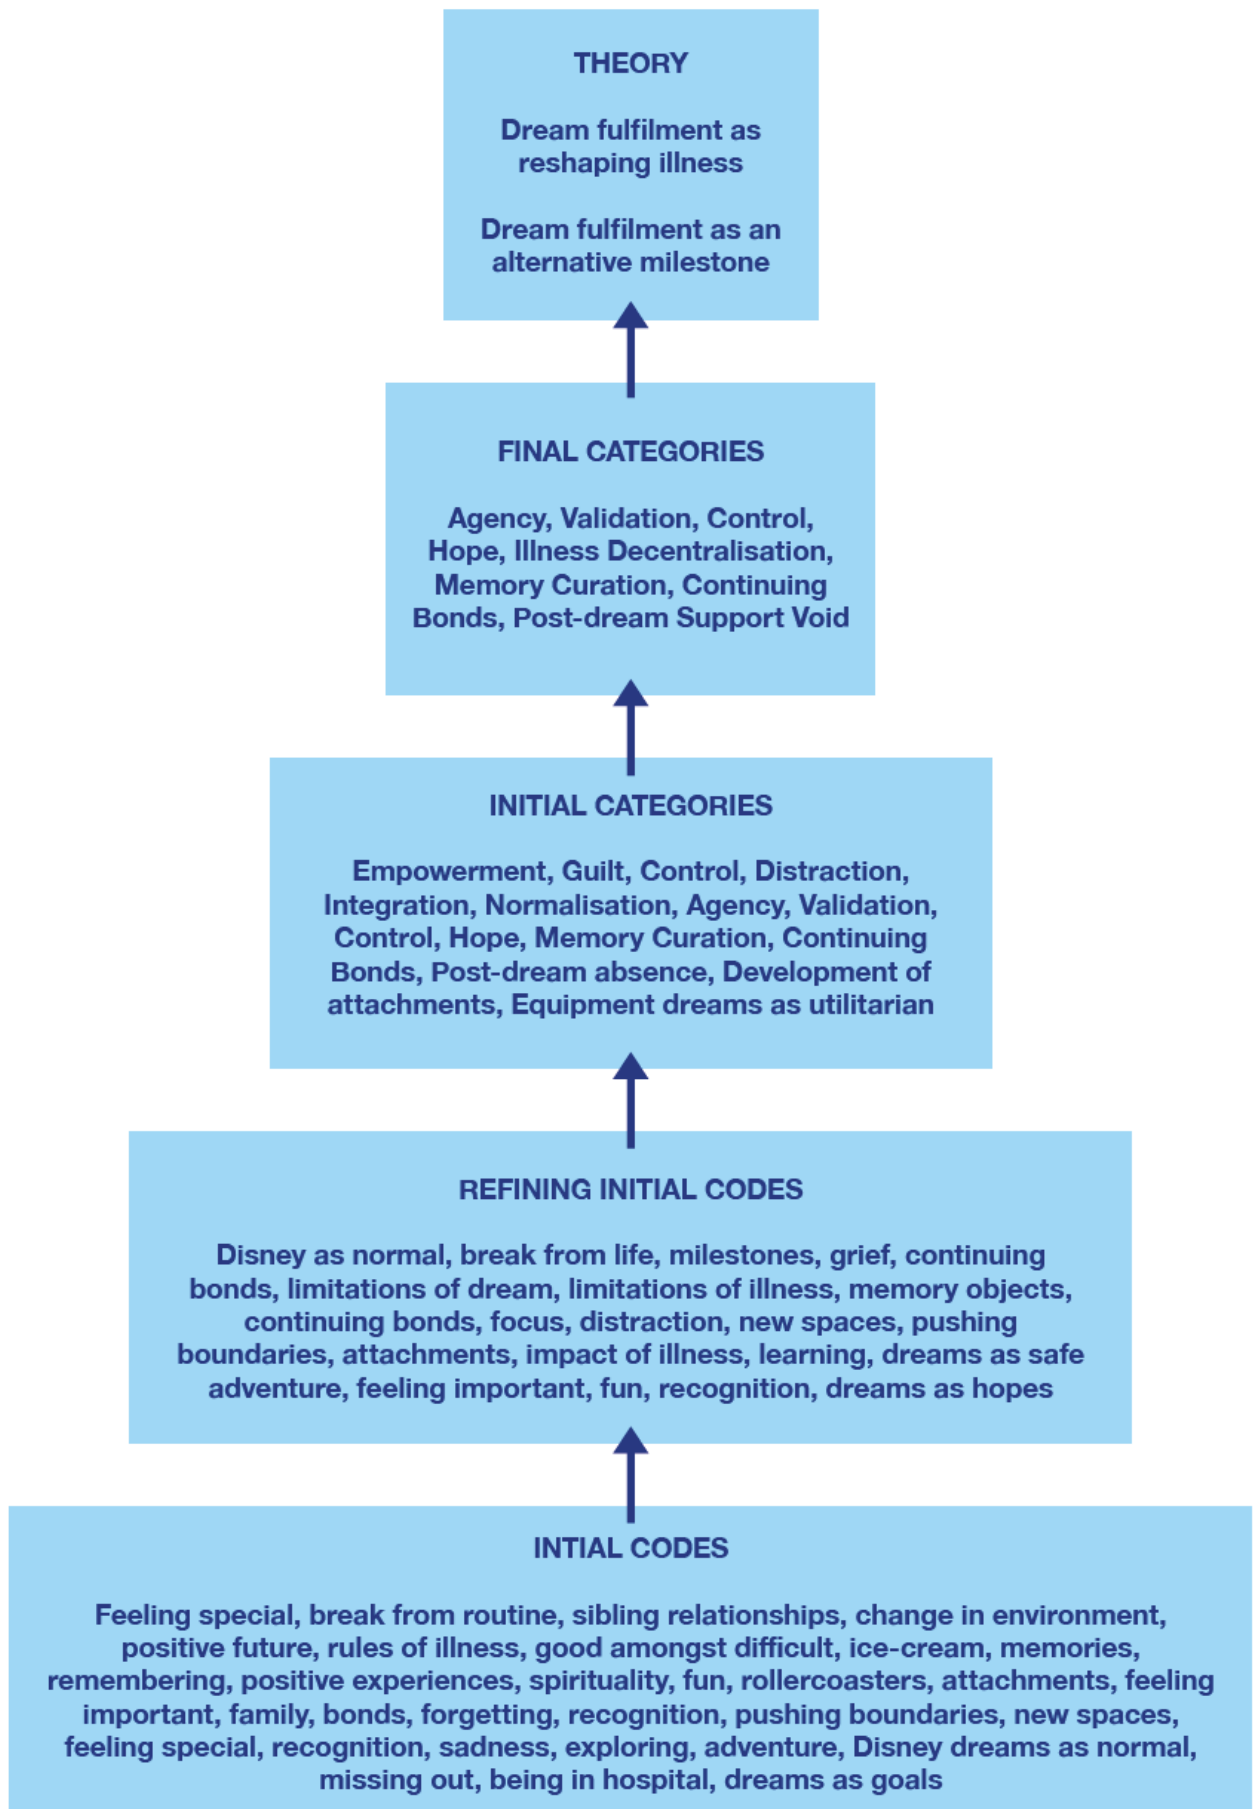 THEORY
Dream fulfilment as
reshaping illness
Dream fulfilment as an
alternative milestone
FINAL CATEGORIES
Agency, Validation, Control,
Hope, Illness Decentralisation,
Memory Curation, Continuing
Bonds, Post-dream Support Void
INITIAL CATEGORIES
Empowerment, Guilt, Control, Distraction,
Integration, Normalisation, Agency, Validation,
Control, Hope, Memory Curation, Continuing
Bonds, Post-dream absence, Development of
attachments, Equipment dreams as utilitarian
REFINING INITIAL CODES
Disney as normal, break from life, milestones, grief, continuing
bonds, limitations of dream, limitations of illness, memory objects,
continuing bonds, focus, distraction, new spaces, pushing
boundaries, attachments, impact of illness, learning, dreams as safe
adventure, feeling important, fun, recognition, dreams as hopes
INTIAL CODES
Feeling special, break from routine, sibling relationships, change in environment,
positive future, rules of illness, good amongst difficult, ice-cream, memories,
remembering, positive experiences, spirituality, fun, rollercoasters, attachments, feeling
important, family, bonds, forgetting, recognition, pushing boundaries, new spaces,
feeling special, recognition, sadness, exploring, adventure, Disney dreams as normal,
missing out, being in hospital, dreams as goals